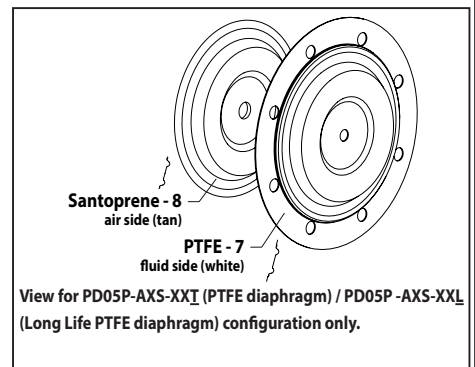 Santoprene - 8
air side (tan)
PTFE - 7
fluid side (white)
View for PD05P-AXS-XXT (PTFE diaphragm) / PD05P -AXS-XXL
(Long Life PTFE diaphragm) configuration only.